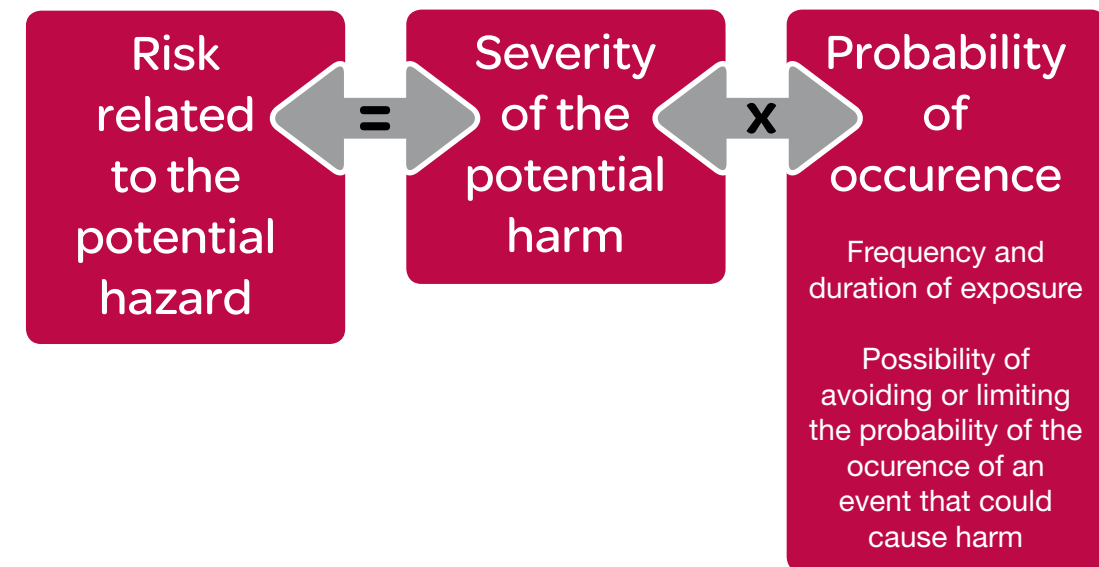 Risk
related
to the
potential
hazard
=
Severity
of the
potential
harm
x
Probability
of
occurence
Frequency and
duration of exposure
Possibility of
avoiding or limiting
the probability of the
ocurence of an
event that could
cause harm